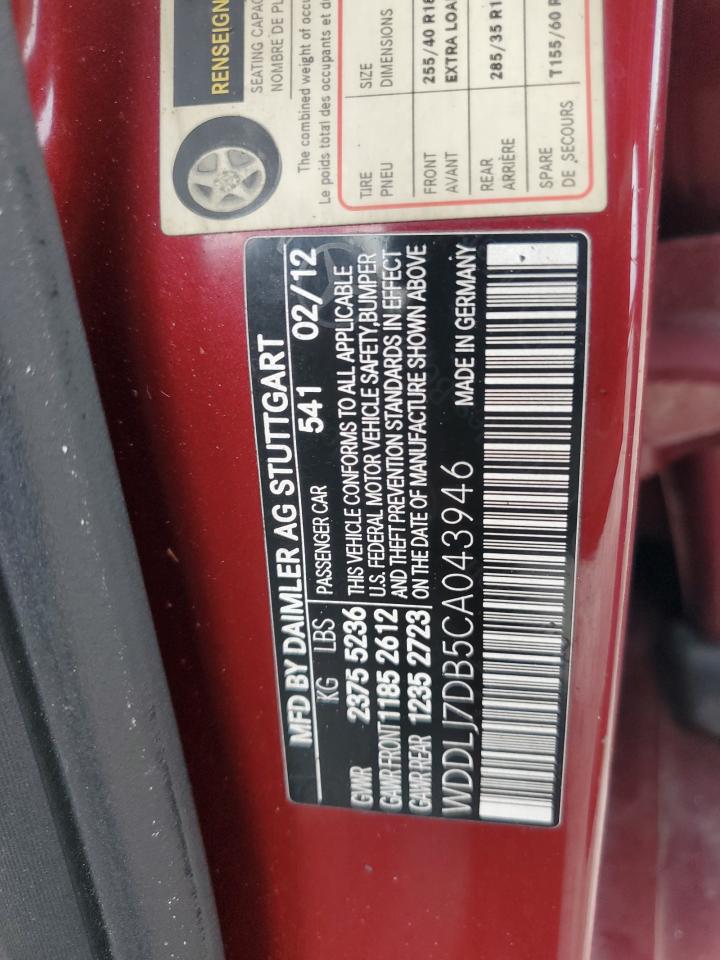 RENSEIGN
SEATING CAPAC
NOMBRE DE PL
The combined weight of occu
Le poids total des occupants et d
TIRE SIZE
PNEU DIMENSIONS
FRONT 255/40 R18
AVANT EXTRA LOA
REAR 285/35 R1
ARRIÈRE
SPARE T155/60 R
DE SECOURS
MFD BY DAIMLER AG STUTTGART
KG LBS PASSENGER CAR 541 02/12
GVWR 2375 5236 THIS VEHICLE CONFORMS TO ALL APPLICABLE
GAWR FRONT 1185 2612 U.S. FEDERAL MOTOR VEHICLE SAFETY,BUMPER
AND THEFT PREVENTION STANDARDS IN EFFECT
GAWR REAR 1235 2723 ON THE DATE OF MANUFACTURE SHOWN ABOVE
WDDLJ7DB5CA043946 MADE IN GERMANY